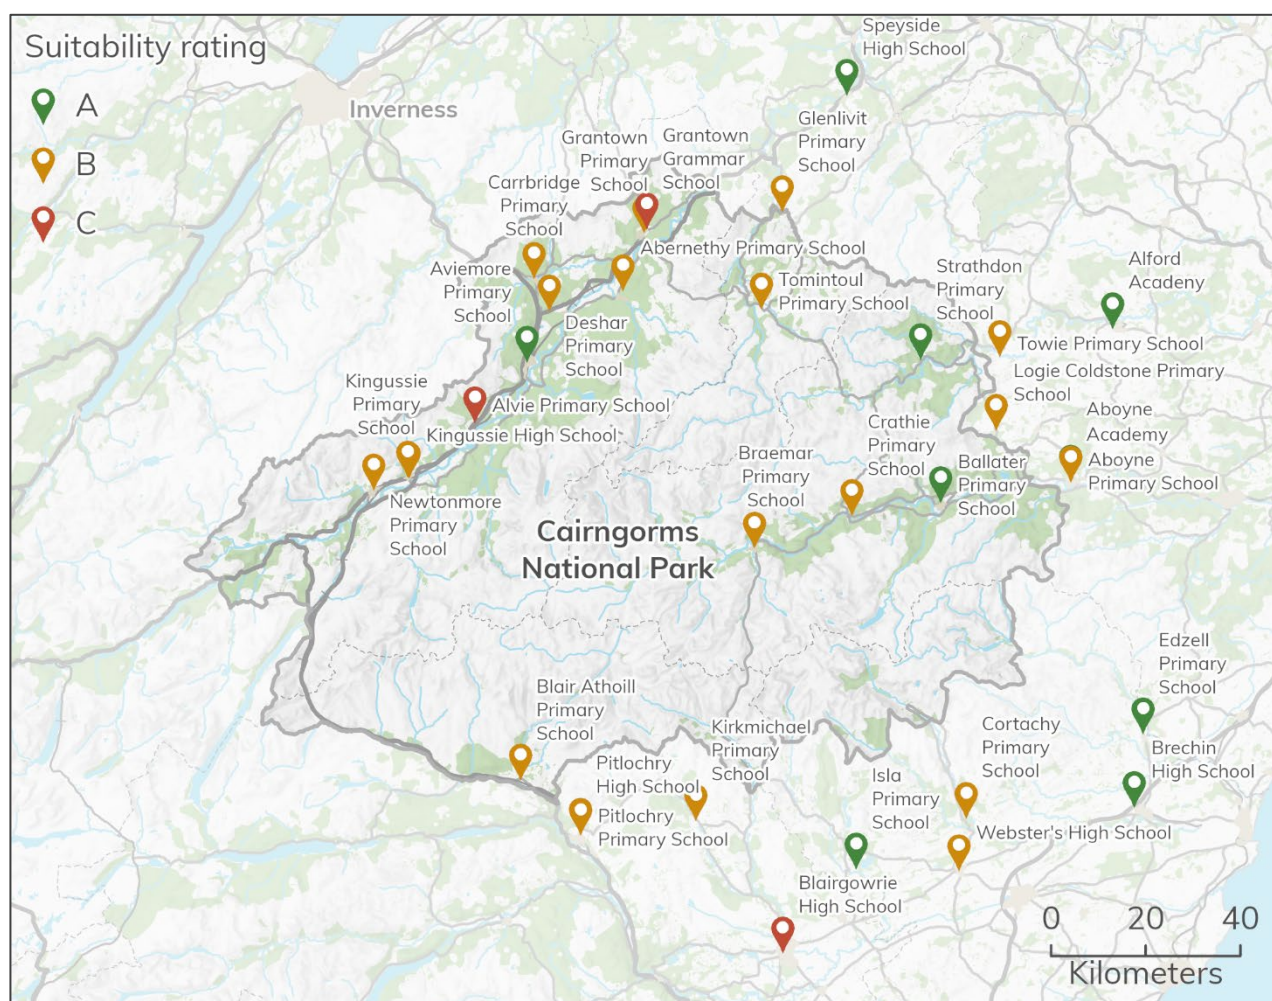 Suitability rating
A
B
C
Inverness
Speyside
High School
Glenlivit
Primary
School
Grantown
Primary
School
Grantown
Grammar
School
Carrbridge
Primary
School
Abernethy Primary School
Aviemore
Primary
School
Deshar
Primary
School
Tomintoul
Primary School
Strathdon
Primary
School
Alford
Acadeny
Towie Primary School
Logie Coldstone Primary
School
Kingussie
Primary
School
Alvie Primary School
Kingussie High School
Newtonmore
Primary
School
Crathie
Primary
School
Braemar
Primary
School
Ballater
Primary
School
Aboyne
Academy
Aboyne
Primary School
Cairngorms
National Park
Edzell
Primary
School
Brechin
High School
Blair Athoill
Primary
School
Kirkmichael
Primary
School
Pitlochry
High School
Pitlochry
Primary School
Isla
Primary
School
Cortachy
Primary
School
Webster's High School
Blairgowrie
High School
0 20 40
Kilometers